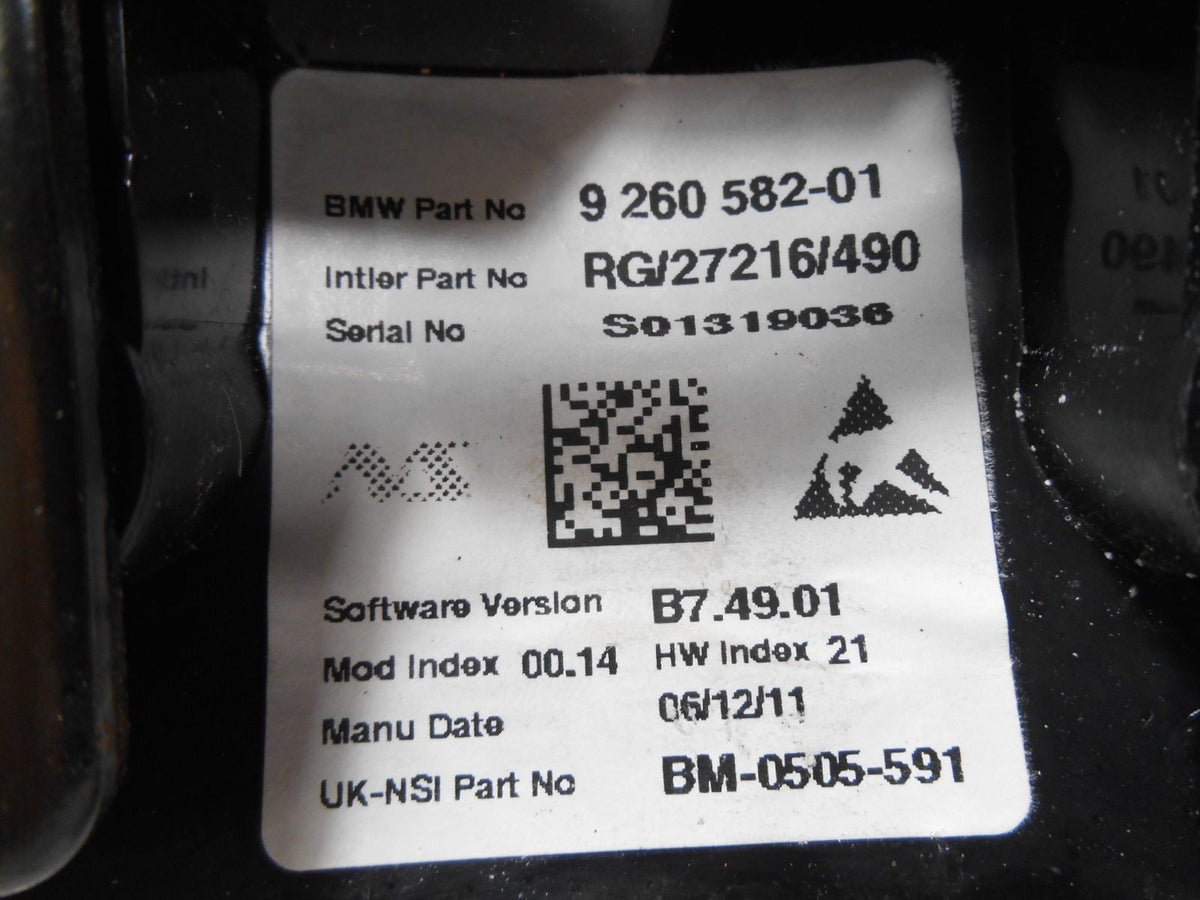 BMW Part No 9 260 582-01
Intler Part No RG/27216/490
Serial No S01319036
NS
Software Version B7.49.01
Mod Index 00.14 HW Index 21
Manu Date 06/12/11
UK-NSI Part No BM-0505-591